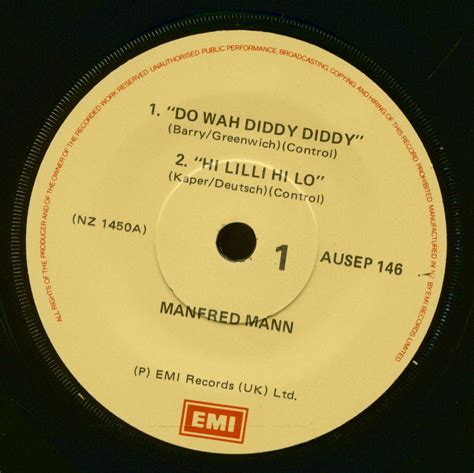 ALL RIGHTS OF THE PRODUCER AND OF THE OWNER OF THE RECORDED WORK RESERVED. UNAUTHORISED PUBLIC PERFORMANCE, BROADCASTING, COPYING AND HIRING OF THIS RECORD PROHIBITED. MANUFACTURED IN N.Z. BY EMI RECORDS LIMITED
1. "DO WAH DIDDY DIDDY"
(Barry/Greenwich)(Control)
2. "HI LILLI HI LO"
(Kaper/Deutsch)(Control)
(NZ 1450A)
1
AUSEP 146
MANFRED MANN
(P) EMI Records (UK) Ltd.
EMI